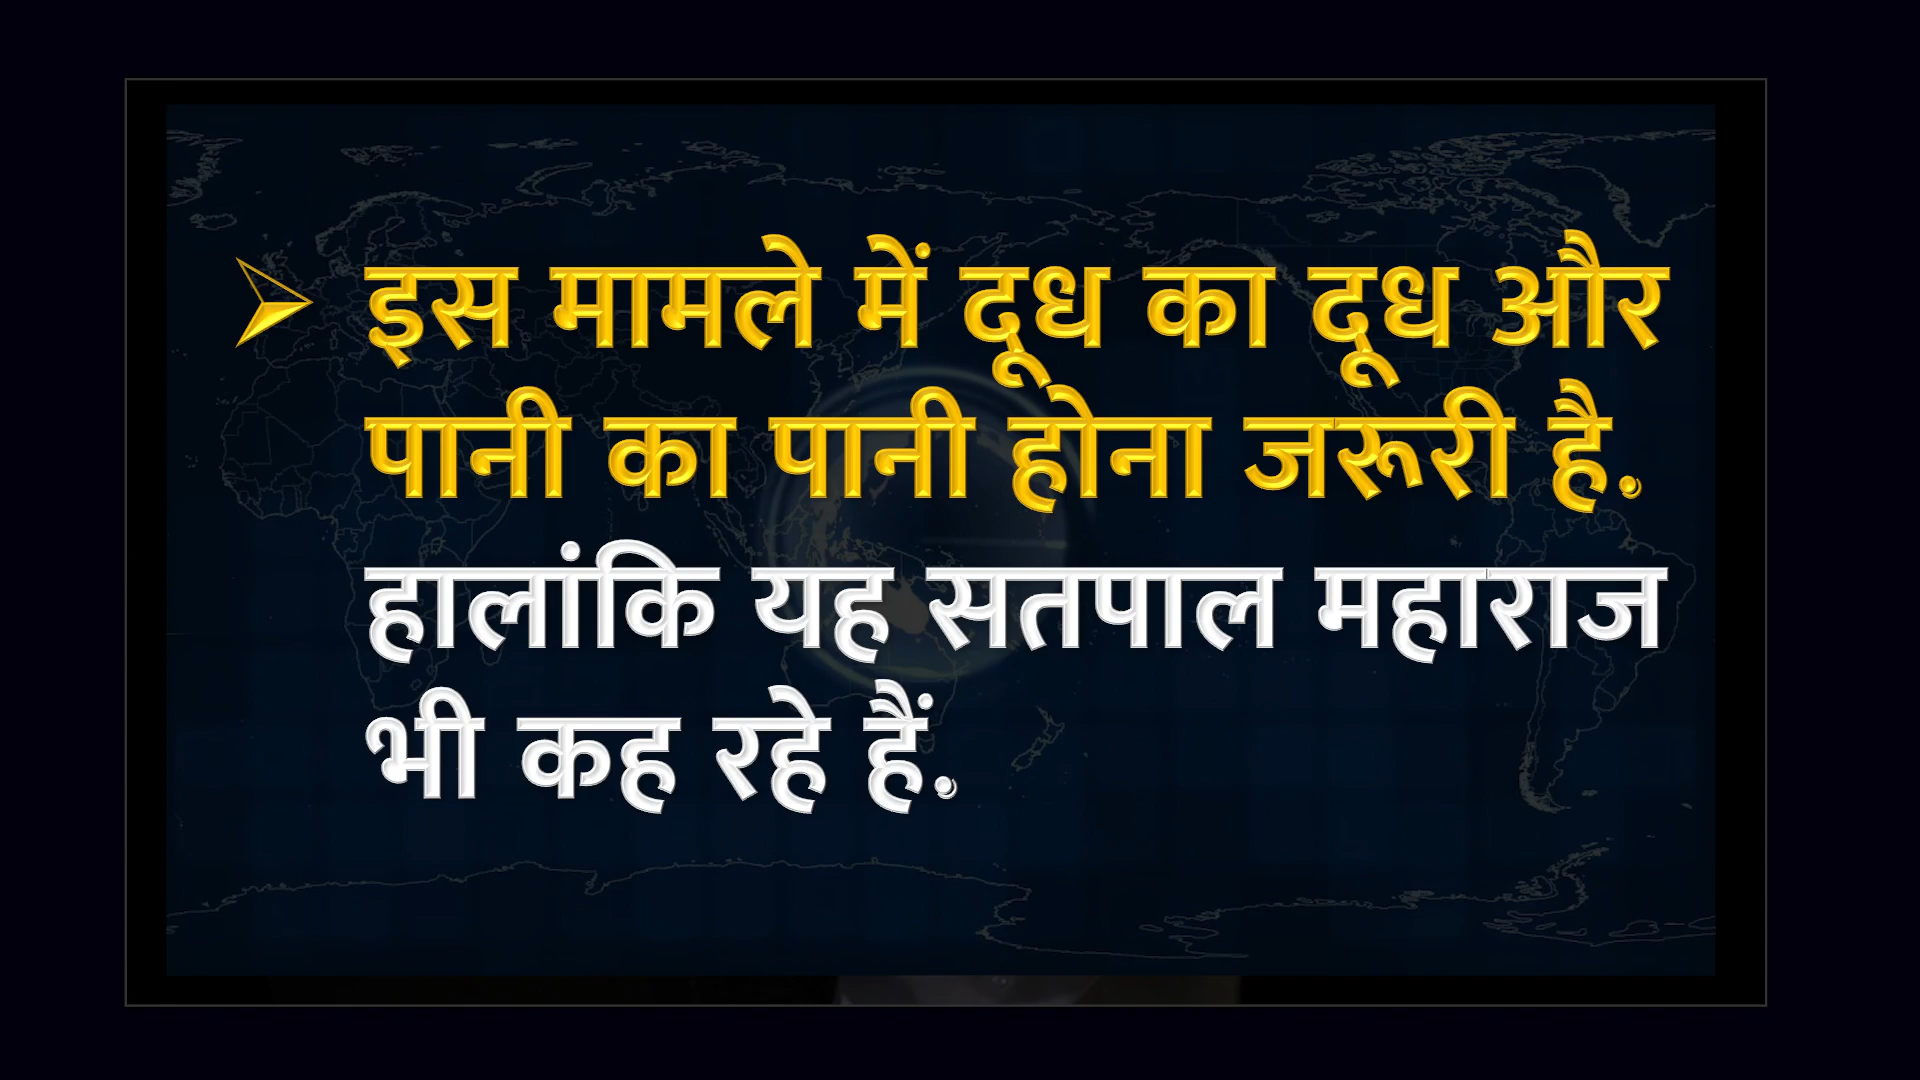 इस मामले में दूध का दूध और
पानी का पानी होना जरूरी है.
हालांकि यह सतपाल महाराज
भी कह रहे हैं.